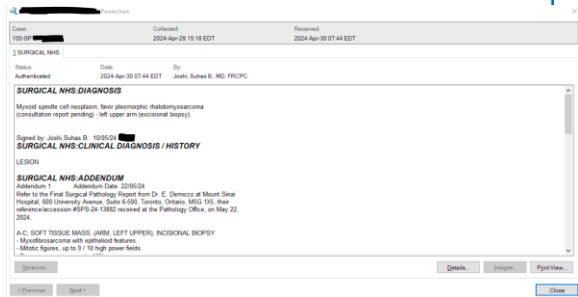 Powerchart
Case: Collected: Received:
100-SP- 2024-Apr-29 15:16 EDT 2024-Apr-30 07:44 EDT
1 SURGICAL NHS
Status: Date: By:
Authenticated 2024-Apr-30 07:44 EDT Joshi, Suhas B., MD, FRCPC
SURGICAL NHS:DIAGNOSIS
Myxoid spindle cell neoplasm, favor pleomorphic rhabdomyosarcoma
(consultation report pending) - left upper arm (excisional biopsy).
Signed by: Joshi,Suhas B. 10/05/24
SURGICAL NHS:CLINICAL DIAGNOSIS / HISTORY
LESION
SURGICAL NHS:ADDENDUM
Addendum 1 Addendum Date: 22/05/24
Refer to the Final Surgical Pathology Report from Dr. E. Demicco at Mount Sinai
Hospital, 600 University Avenue, Suite 6-500, Toronto, Ontario, M5G 1X5, their
reference/accession #SPS-24-13882 received at the Pathology Office, on May 22,
2024.
A-C; SOFT TISSUE MASS, (ARM, LEFT UPPER), INCISIONAL BIOPSY
- Myxofibrosarcoma with epithelioid features.
- Mitotic figures, up to 9 / 10 high power fields.
Versions... Details... Images... Print View...
< Previous Next > Close